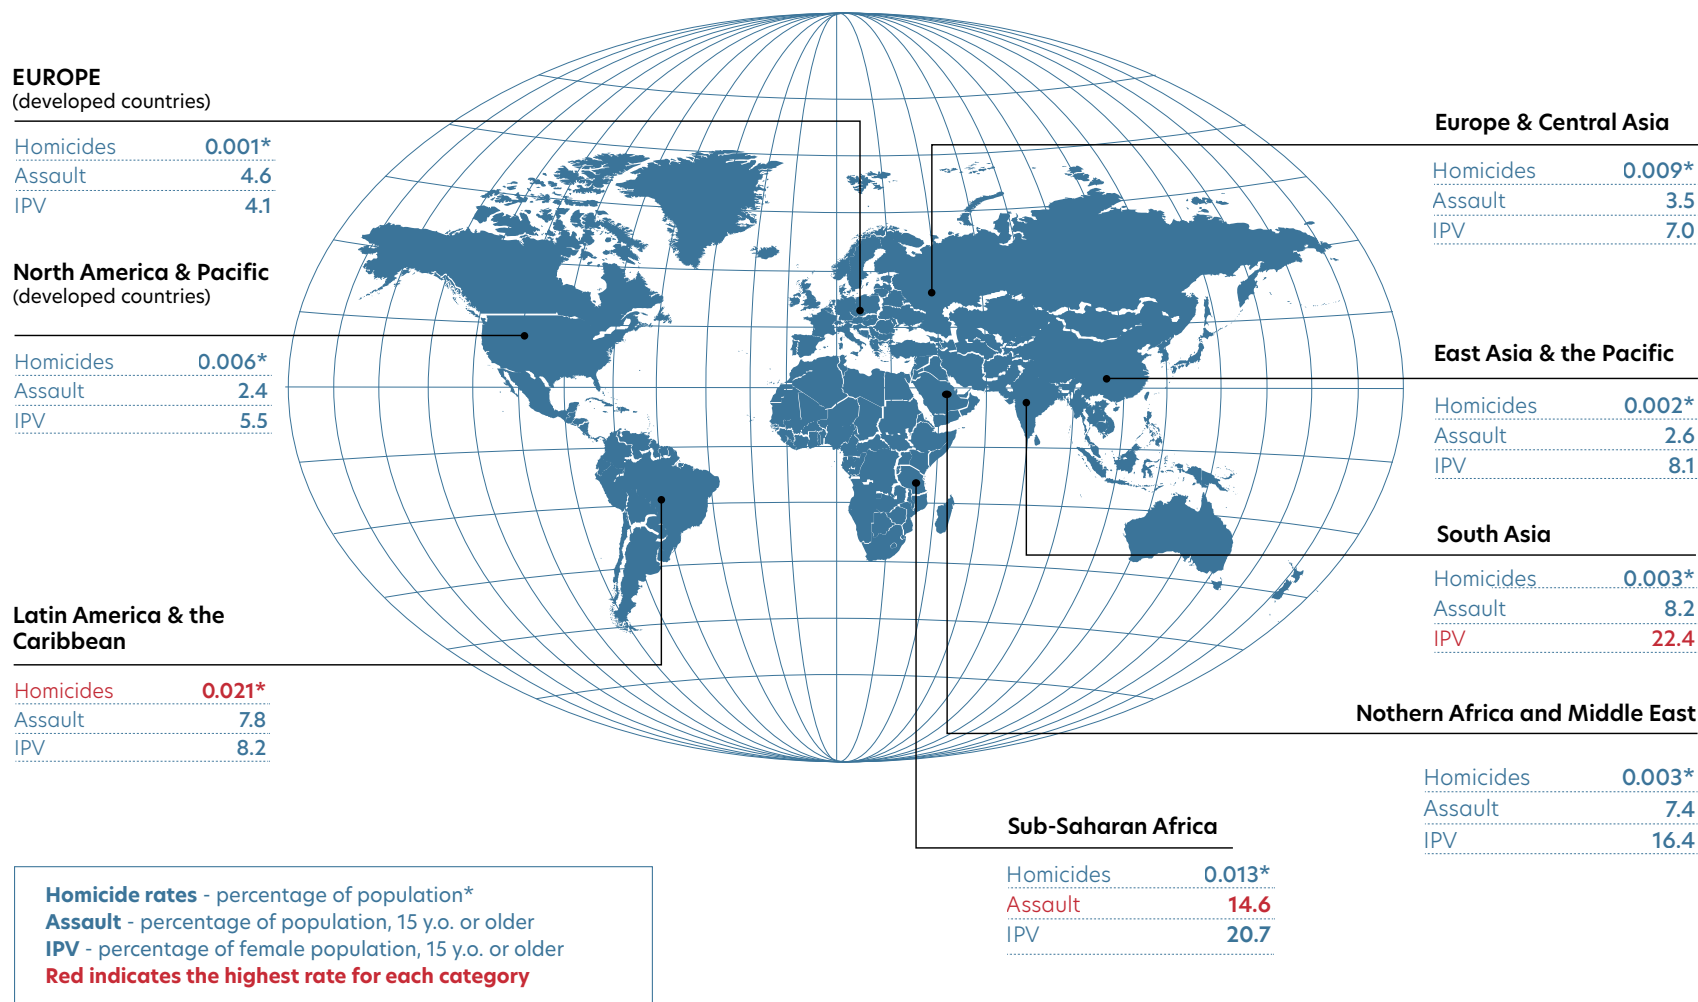 EUROPE
(developed countries)
Homicides 0.001*
Assault 4.6
IPV 4.1
North America & Pacific
(developed countries)
Homicides 0.006*
Assault 2.4
IPV 5.5
Latin America & the
Caribbean
Homicides 0.021*
Assault 7.8
IPV 8.2
Europe & Central Asia
Homicides 0.009*
Assault 3.5
IPV 7.0
East Asia & the Pacific
Homicides 0.002*
Assault 2.6
IPV 8.1
South Asia
Homicides 0.003*
Assault 8.2
IPV 22.4
Nothern Africa and Middle East
Homicides 0.003*
Assault 7.4
IPV 16.4
Sub-Saharan Africa
Homicides 0.013*
Assault 14.6
IPV 20.7
Homicide rates - percentage of population*
Assault - percentage of population, 15 y.o. or older
IPV - percentage of female population, 15 y.o. or older
Red indicates the highest rate for each category